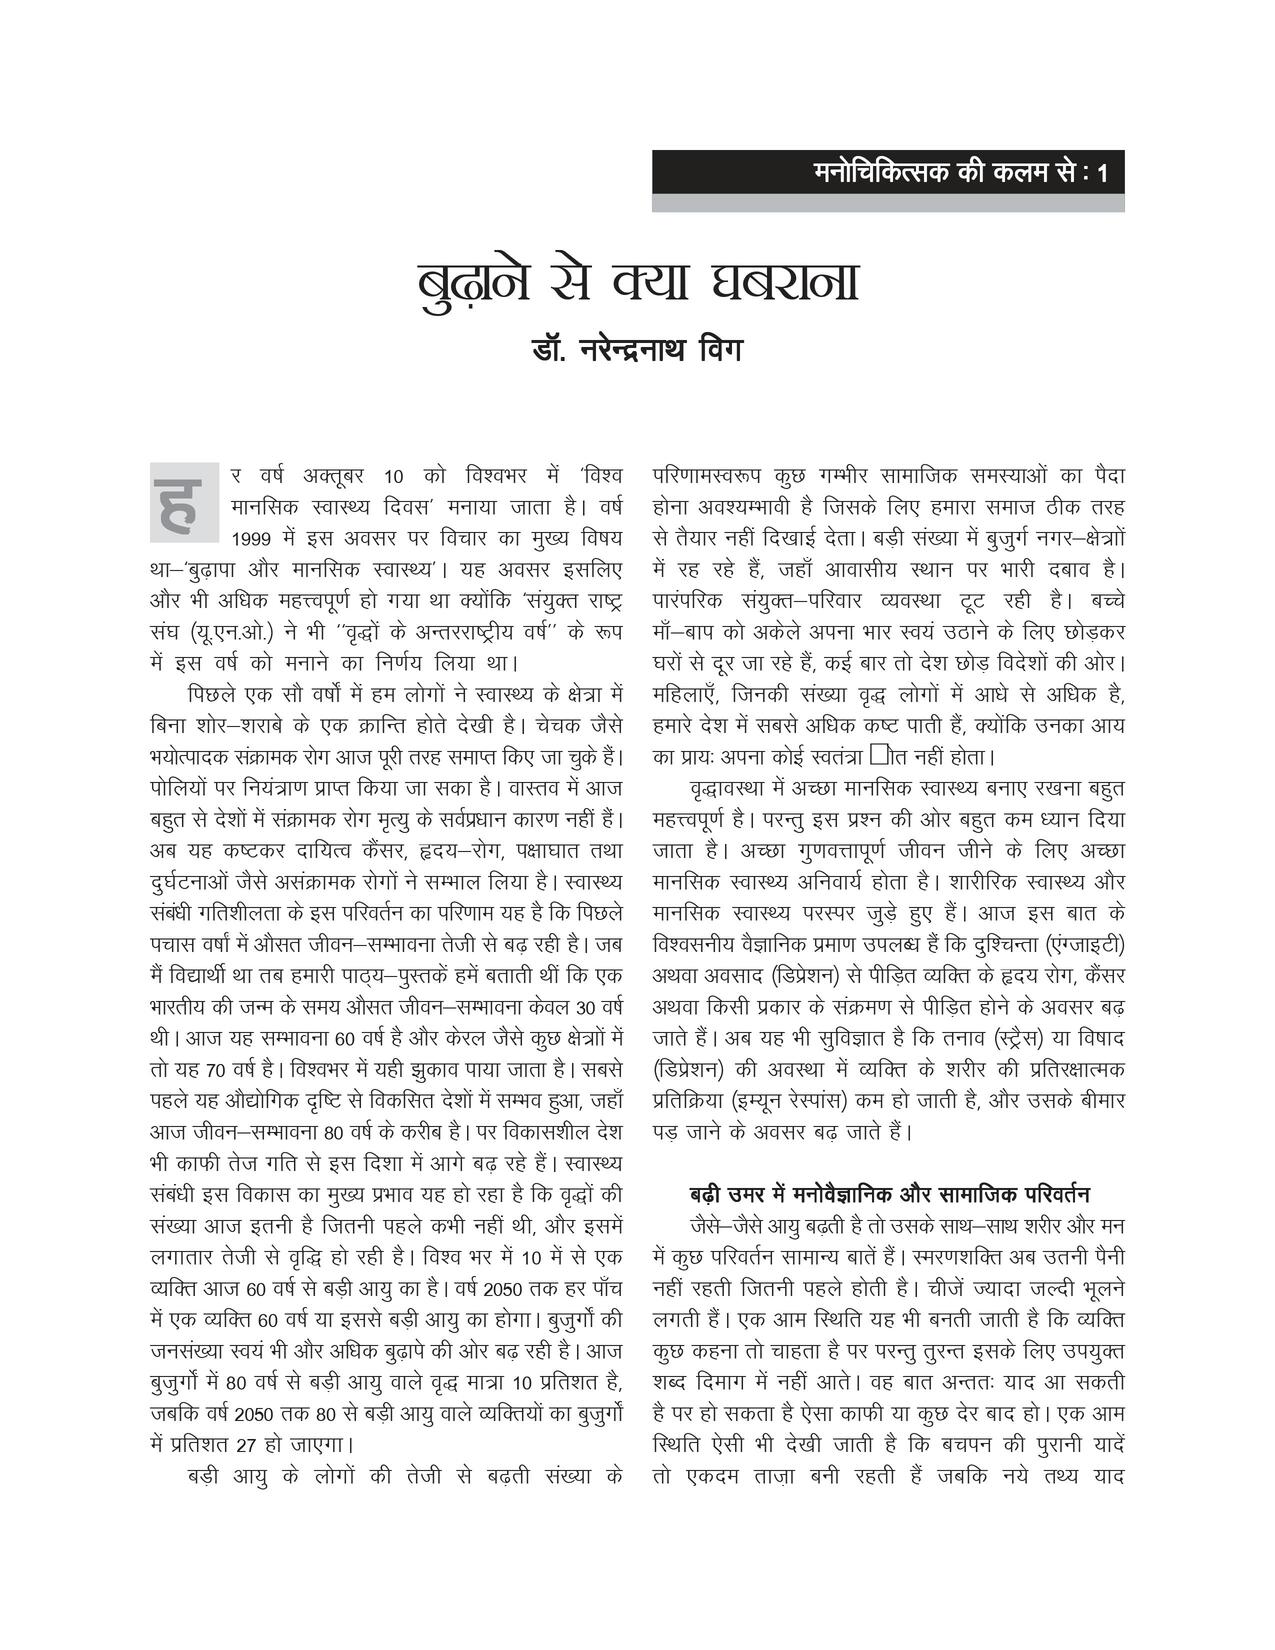 मनोचिकित्सक की कलम से : 1
बुढ़ाने से क्या घबराना
डॉ. नरेन्द्रनाथ विग
हर वर्ष अक्तूबर 10 को विश्वभर में ‘विश्व
मानसिक स्वास्थ्य दिवस’ मनाया जाता है। वर्ष
1999 में इस अवसर पर विचार का मुख्य विषय
था–‘बुढ़ापा और मानसिक स्वास्थ्य’। यह अवसर इसलिए
और भी अधिक महत्त्वपूर्ण हो गया था क्योंकि ‘संयुक्त राष्ट्र
संघ (यू.एन.ओ.) ने भी ‘‘वृद्धों के अन्तरराष्ट्रीय वर्ष’’ के रूप
में इस वर्ष को मनाने का निर्णय लिया था।
पिछले एक सौ वर्षों में हम लोगों ने स्वास्थ्य के क्षेत्रा में
बिना शोर–शराबे के एक क्रान्ति होते देखी है। चेचक जैसे
भयोत्पादक संक्रामक रोग आज पूरी तरह समाप्त किए जा चुके हैं।
पोलियों पर नियंत्राण प्राप्त किया जा सका है। वास्तव में आज
बहुत से देशों में संक्रामक रोग मृत्यु के सर्वप्रधान कारण नहीं हैं।
अब यह कष्टकर दायित्व कैंसर, हृदय–रोग, पक्षाघात तथा
दुर्घटनाओं जैसे असंक्रामक रोगों ने सम्भाल लिया है। स्वास्थ्य
संबंधी गतिशीलता के इस परिवर्तन का परिणाम यह है कि पिछले
पचास वर्षों में औसत जीवन–सम्भावना तेजी से बढ़ रही है। जब
मैं विद्यार्थी था तब हमारी पाठ्य–पुस्तकें हमें बताती थीं कि एक
भारतीय की जन्म के समय औसत जीवन–सम्भावना केवल 30 वर्ष
थी। आज यह सम्भावना 60 वर्ष है और केरल जैसे कुछ क्षेत्राों में
तो यह 70 वर्ष है। विश्वभर में यही झुकाव पाया जाता है। सबसे
पहले यह औद्योगिक दृष्टि से विकसित देशों में सम्भव हुआ, जहाँ
आज जीवन–सम्भावना 80 वर्ष के करीब है। पर विकासशील देश
भी काफी तेज गति से इस दिशा में आगे बढ़ रहे हैं। स्वास्थ्य
संबंधी इस विकास का मुख्य प्रभाव यह हो रहा है कि वृद्धों की
संख्या आज इतनी है जितनी पहले कभी नहीं थी, और इसमें
लगातार तेजी से वृद्धि हो रही है। विश्व भर में 10 में से एक
व्यक्ति आज 60 वर्ष से बड़ी आयु का है। वर्ष 2050 तक हर पाँच
में एक व्यक्ति 60 वर्ष या इससे बड़ी आयु का होगा। बुजुर्गों की
जनसंख्या स्वयं भी और अधिक बुढ़ापे की ओर बढ़ रही है। आज
बुजुर्गों में 80 वर्ष से बड़ी आयु वाले वृद्ध मात्रा 10 प्रतिशत है,
जबकि वर्ष 2050 तक 80 से बड़ी आयु वाले व्यक्तियों का बुजुर्गों
में प्रतिशत 27 हो जाएगा।
बड़ी आयु के लोगों की तेजी से बढ़ती संख्या के
परिणामस्वरूप कुछ गम्भीर सामाजिक समस्याओं का पैदा
होना अवश्यम्भावी है जिसके लिए हमारा समाज ठीक तरह
से तैयार नहीं दिखाई देता। बड़ी संख्या में बुजुर्ग नगर–क्षेत्राों
में रह रहे हैं, जहाँ आवासीय स्थान पर भारी दबाव है।
पारंपरिक संयुक्त–परिवार व्यवस्था टूट रही है। बच्चे
माँ–बाप को अकेले अपना भार स्वयं उठाने के लिए छोड़कर
घरों से दूर जा रहे हैं, कई बार तो देश छोड़ विदेशों की ओर।
महिलाएँ, जिनकी संख्या वृद्ध लोगों में आधे से अधिक है,
हमारे देश में सबसे अधिक कष्ट पाती हैं, क्योंकि उनका आय
का प्रायः अपना कोई स्वतंत्रा □ोत नहीं होता।
वृद्धावस्था में अच्छा मानसिक स्वास्थ्य बनाए रखना बहुत
महत्त्वपूर्ण है। परन्तु इस प्रश्न की ओर बहुत कम ध्यान दिया
जाता है। अच्छा गुणवत्तापूर्ण जीवन जीने के लिए अच्छा
मानसिक स्वास्थ्य अनिवार्य होता है। शारीरिक स्वास्थ्य और
मानसिक स्वास्थ्य परस्पर जुड़े हुए हैं। आज इस बात के
विश्वसनीय वैज्ञानिक प्रमाण उपलब्ध हैं कि दुश्चिन्ता (एंग्जाइटी)
अथवा अवसाद (डिप्रेशन) से पीड़ित व्यक्ति के हृदय रोग, कैंसर
अथवा किसी प्रकार के संक्रमण से पीड़ित होने के अवसर बढ़
जाते हैं। अब यह भी सुविज्ञात है कि तनाव (स्ट्रैस) या विषाद
(डिप्रेशन) की अवस्था में व्यक्ति के शरीर की प्रतिरक्षात्मक
प्रतिक्रिया (इम्यून रेस्पांस) कम हो जाती है, और उसके बीमार
पड़ जाने के अवसर बढ़ जाते हैं।
बढ़ी उमर में मनोवैज्ञानिक और सामाजिक परिवर्तन
जैसे–जैसे आयु बढ़ती है तो उसके साथ–साथ शरीर और मन
में कुछ परिवर्तन सामान्य बातें हैं। स्मरणशक्ति अब उतनी पैनी
नहीं रहती जितनी पहले होती है। चीजें ज्यादा जल्दी भूलने
लगती हैं। एक आम स्थिति यह भी बनती जाती है कि व्यक्ति
कुछ कहना तो चाहता है पर परन्तु तुरन्त इसके लिए उपयुक्त
शब्द दिमाग में नहीं आते। वह बात अन्ततः याद आ सकती
है पर हो सकता है ऐसा काफी या कुछ देर बाद हो। एक आम
स्थिति ऐसी भी देखी जाती है कि बचपन की पुरानी यादें
तो एकदम ताज़ा बनी रहती हैं जबकि नये तथ्य याद